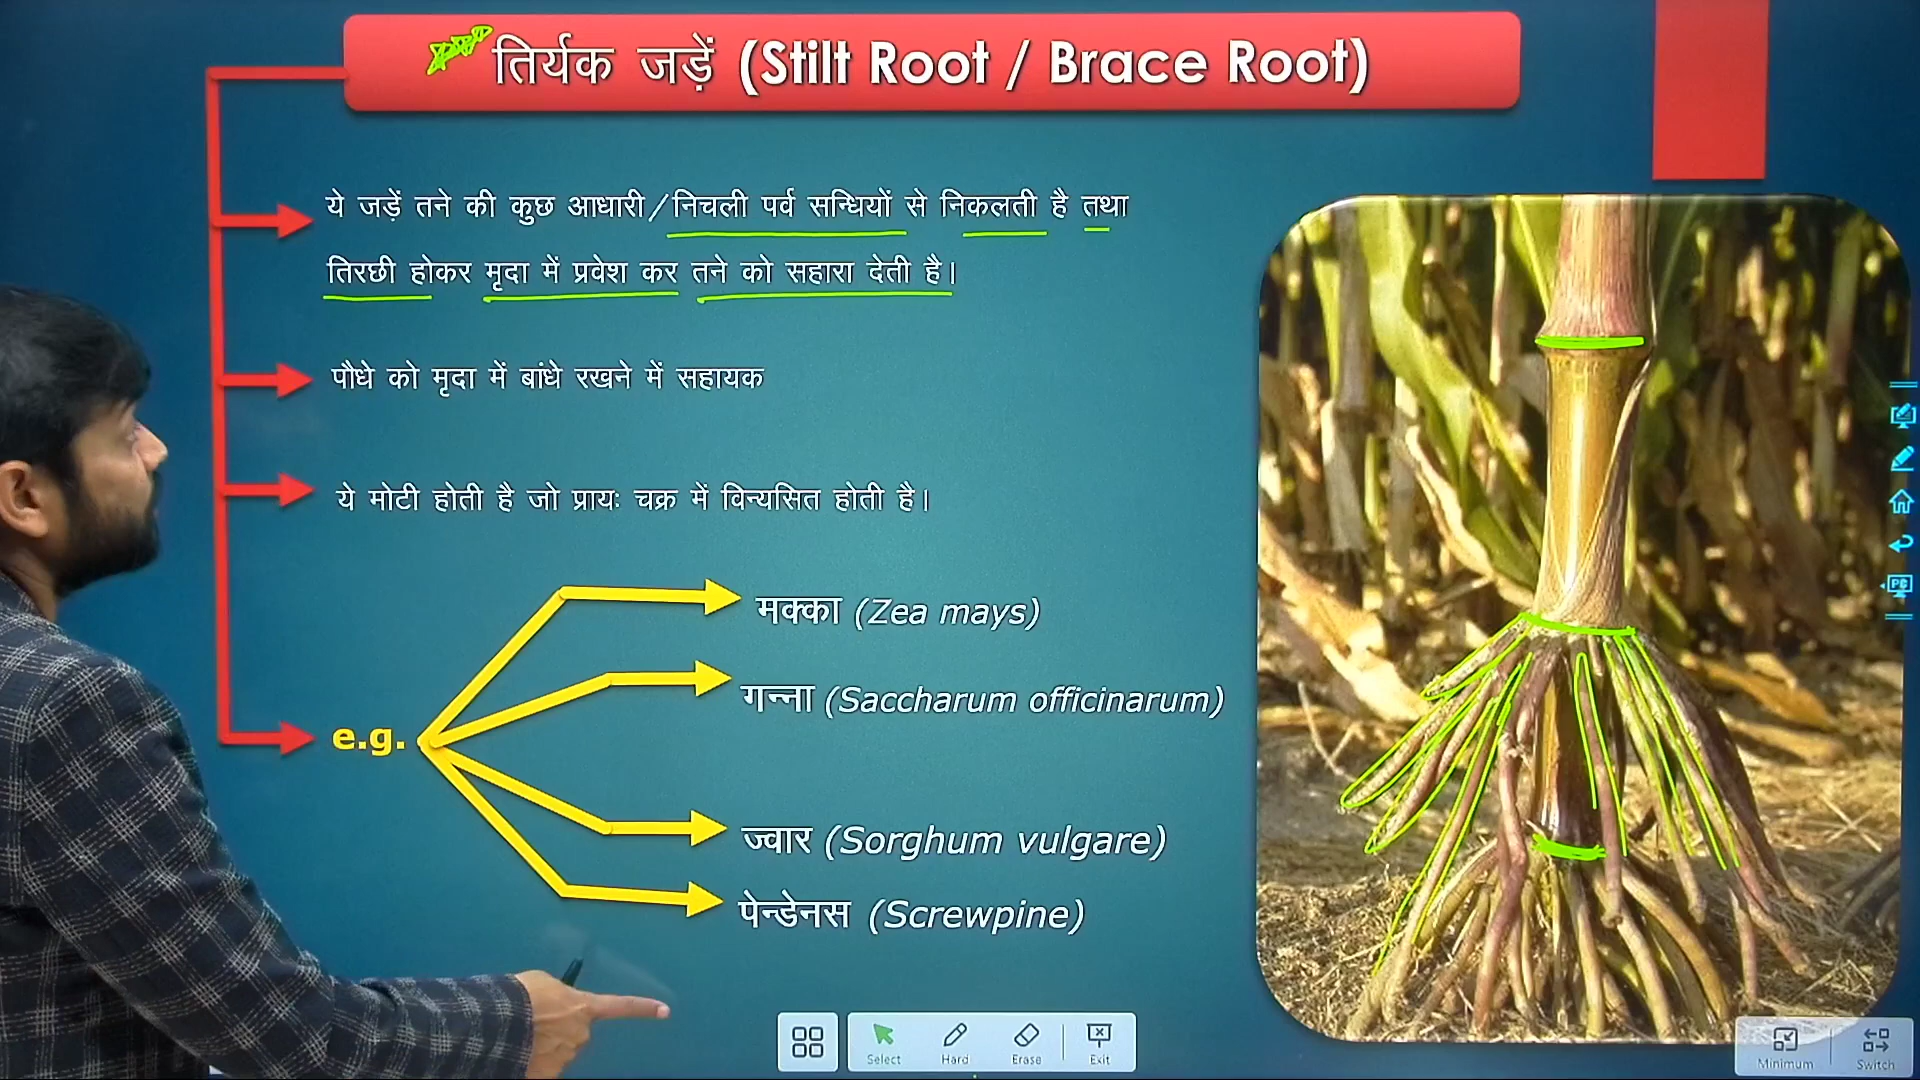 तिर्यक जड़ें (Stilt Root / Brace Root)
ये जड़ें तने की कुछ आधारी/निचली पर्व सन्धियों से निकलती है तथा
तिरछी होकर मृदा में प्रवेश कर तने को सहारा देती है।
पौधे को मृदा में बांधे रखने में सहायक
ये मोटी होती है जो प्रायः चक्र में विन्यसित होती है।
e.g.
मक्का (Zea mays)
गन्ना (Saccharum officinarum)
ज्वार (Sorghum vulgare)
पेन्डेनस (Screwpine)
PC
Select Hard Erase Exit
Minimum Switch